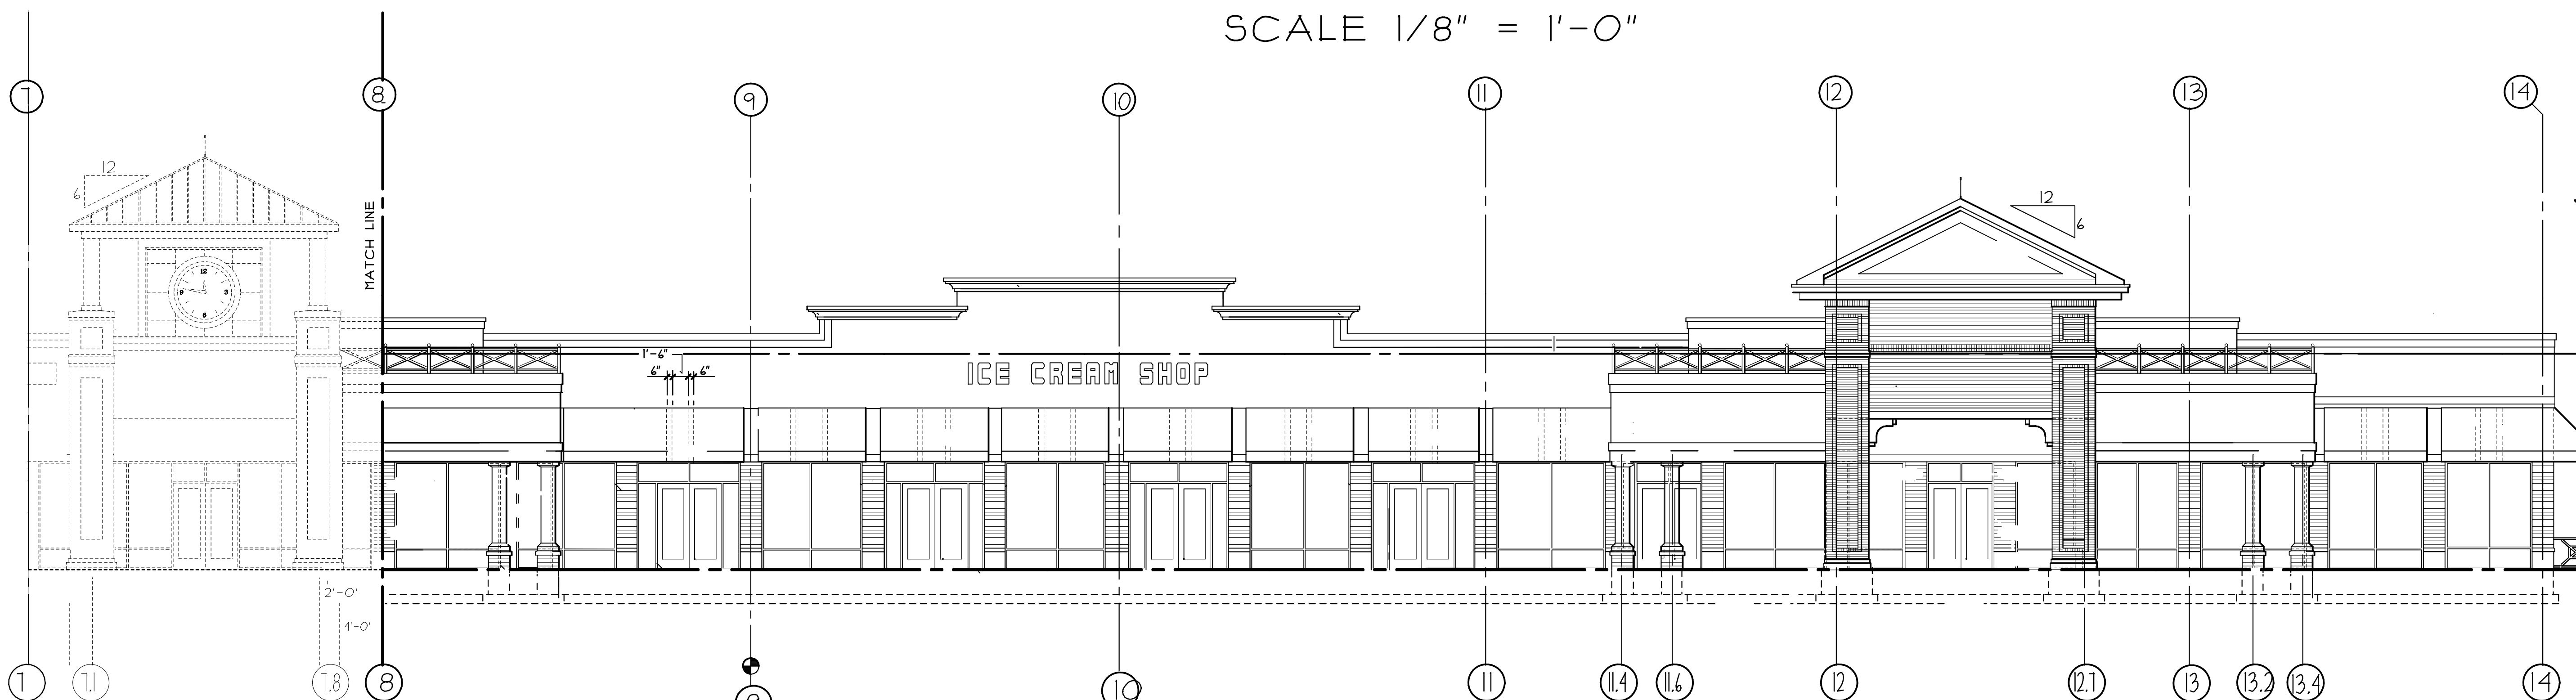 SCALE 1/8" = 1'-0"
7 8 9 10 11 12 13 14
12
6
MATCH LINE
12
9 3
6
12
6
1'-6"
6" 6"
ICE CREAM SHOP
2'-0"
4'-0"
7 7.1 7.8 8 9 10 11 11.4 11.6 12 12.7 13 13.2 13.4 14